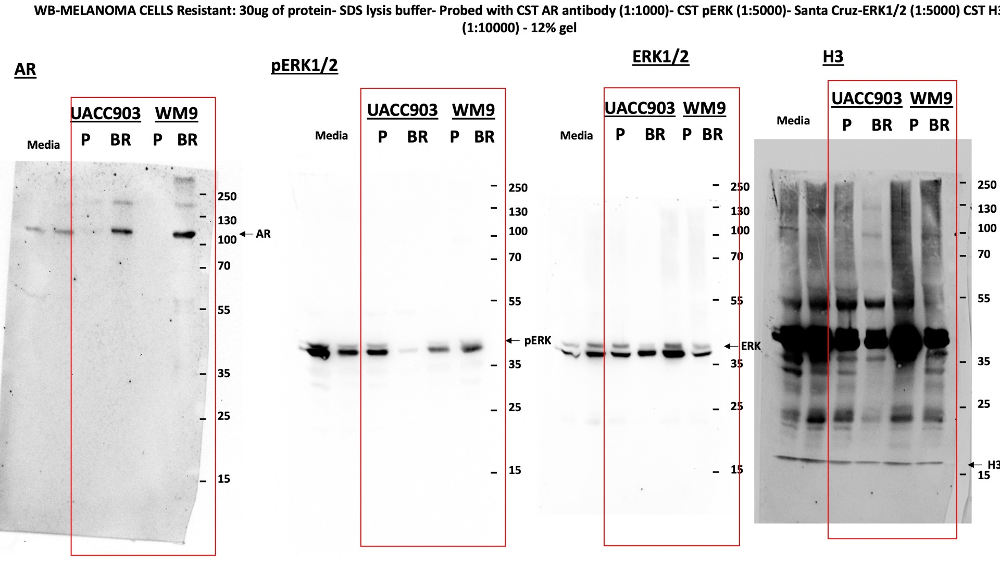 WB-MELANOMA CELLS Resistant: 30ug of protein- SDS lysis buffer- Probed with CST AR antibody (1:1000)- CST pERK (1:5000)- Santa Cruz-ERK1/2 (1:5000) CST H3
(1:10000) - 12% gel
AR
UACC903 WM9
Media P BR P BR
250
130
100
← AR
70
55
35
25
15
pERK1/2
UACC903 WM9
Media P BR P BR
250
130
100
70
55
← pERK
35
25
15
ERK1/2
UACC903 WM9
Media P BR P BR
250
130
100
70
55
← ERK
35
25
15
H3
UACC903 WM9
Media P BR P BR
250
130
100
70
55
35
25
← H3
15